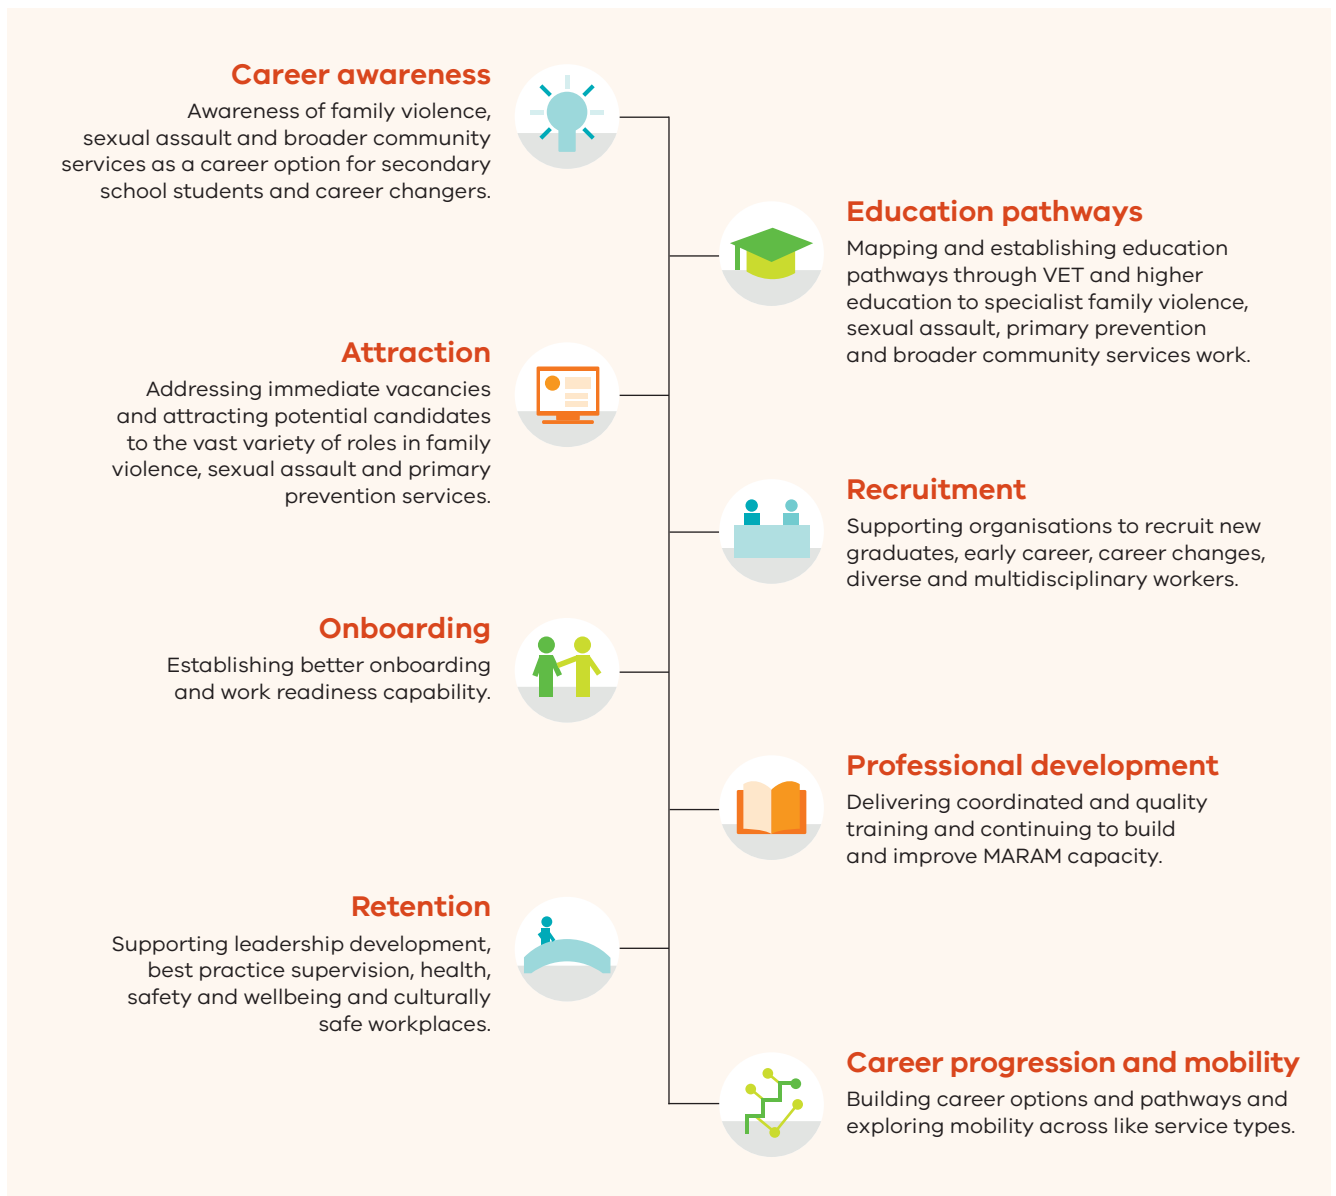 Career awareness
Awareness of family violence,
sexual assault and broader community
services as a career option for secondary
school students and career changers.
Education pathways
Mapping and establishing education
pathways through VET and higher
education to specialist family violence,
sexual assault, primary prevention
and broader community services work.
Attraction
Addressing immediate vacancies
and attracting potential candidates
to the vast variety of roles in family
violence, sexual assault and primary
prevention services.
Recruitment
Supporting organisations to recruit new
graduates, early career, career changes,
diverse and multidisciplinary workers.
Onboarding
Establishing better onboarding
and work readiness capability.
Professional development
Delivering coordinated and quality
training and continuing to build
and improve MARAM capacity.
Retention
Supporting leadership development,
best practice supervision, health,
safety and wellbeing and culturally
safe workplaces.
Career progression and mobility
Building career options and pathways and
exploring mobility across like service types.